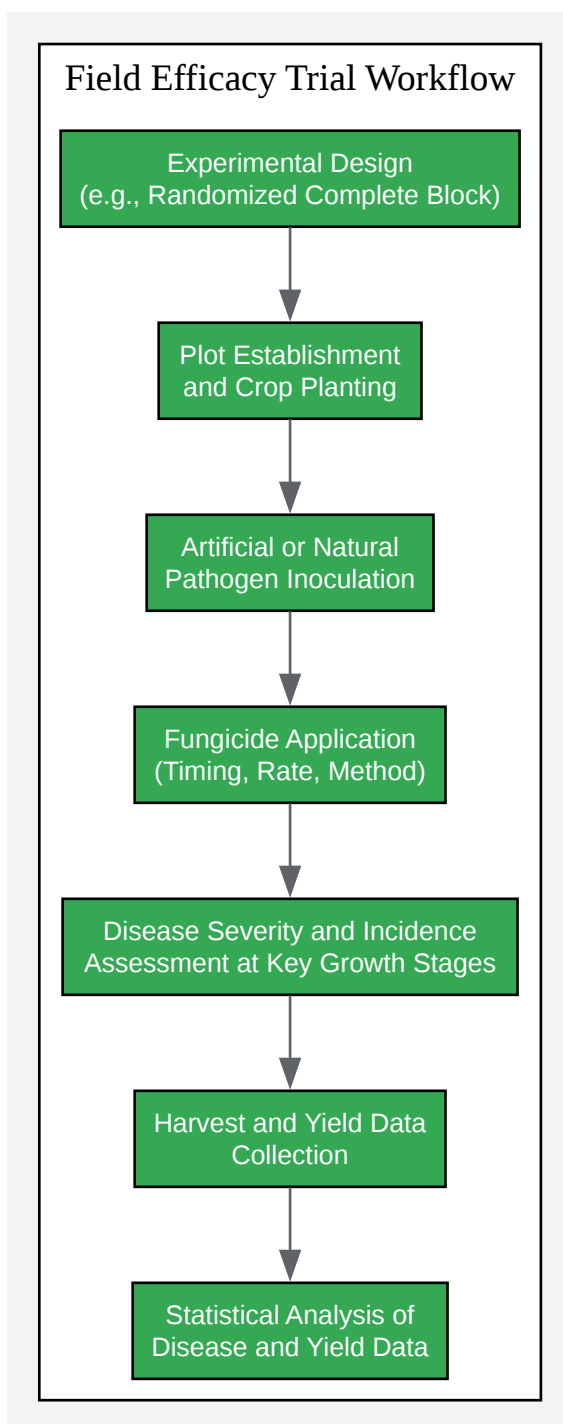 Field Efficacy Trial Workflow
Experimental Design
(e.g., Randomized Complete Block)
Plot Establishment
and Crop Planting
Artificial or Natural
Pathogen Inoculation
Fungicide Application
(Timing, Rate, Method)
Disease Severity and Incidence
Assessment at Key Growth Stages
Harvest and Yield Data
Collection
Statistical Analysis of
Disease and Yield Data